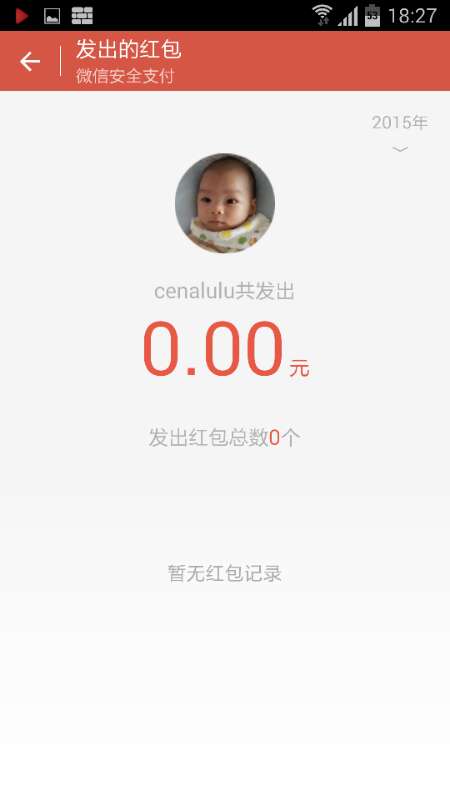 18:27
发出的红包
微信安全支付
2015年
cenalulu共发出
0.00元
发出红包总数0个
暂无红包记录